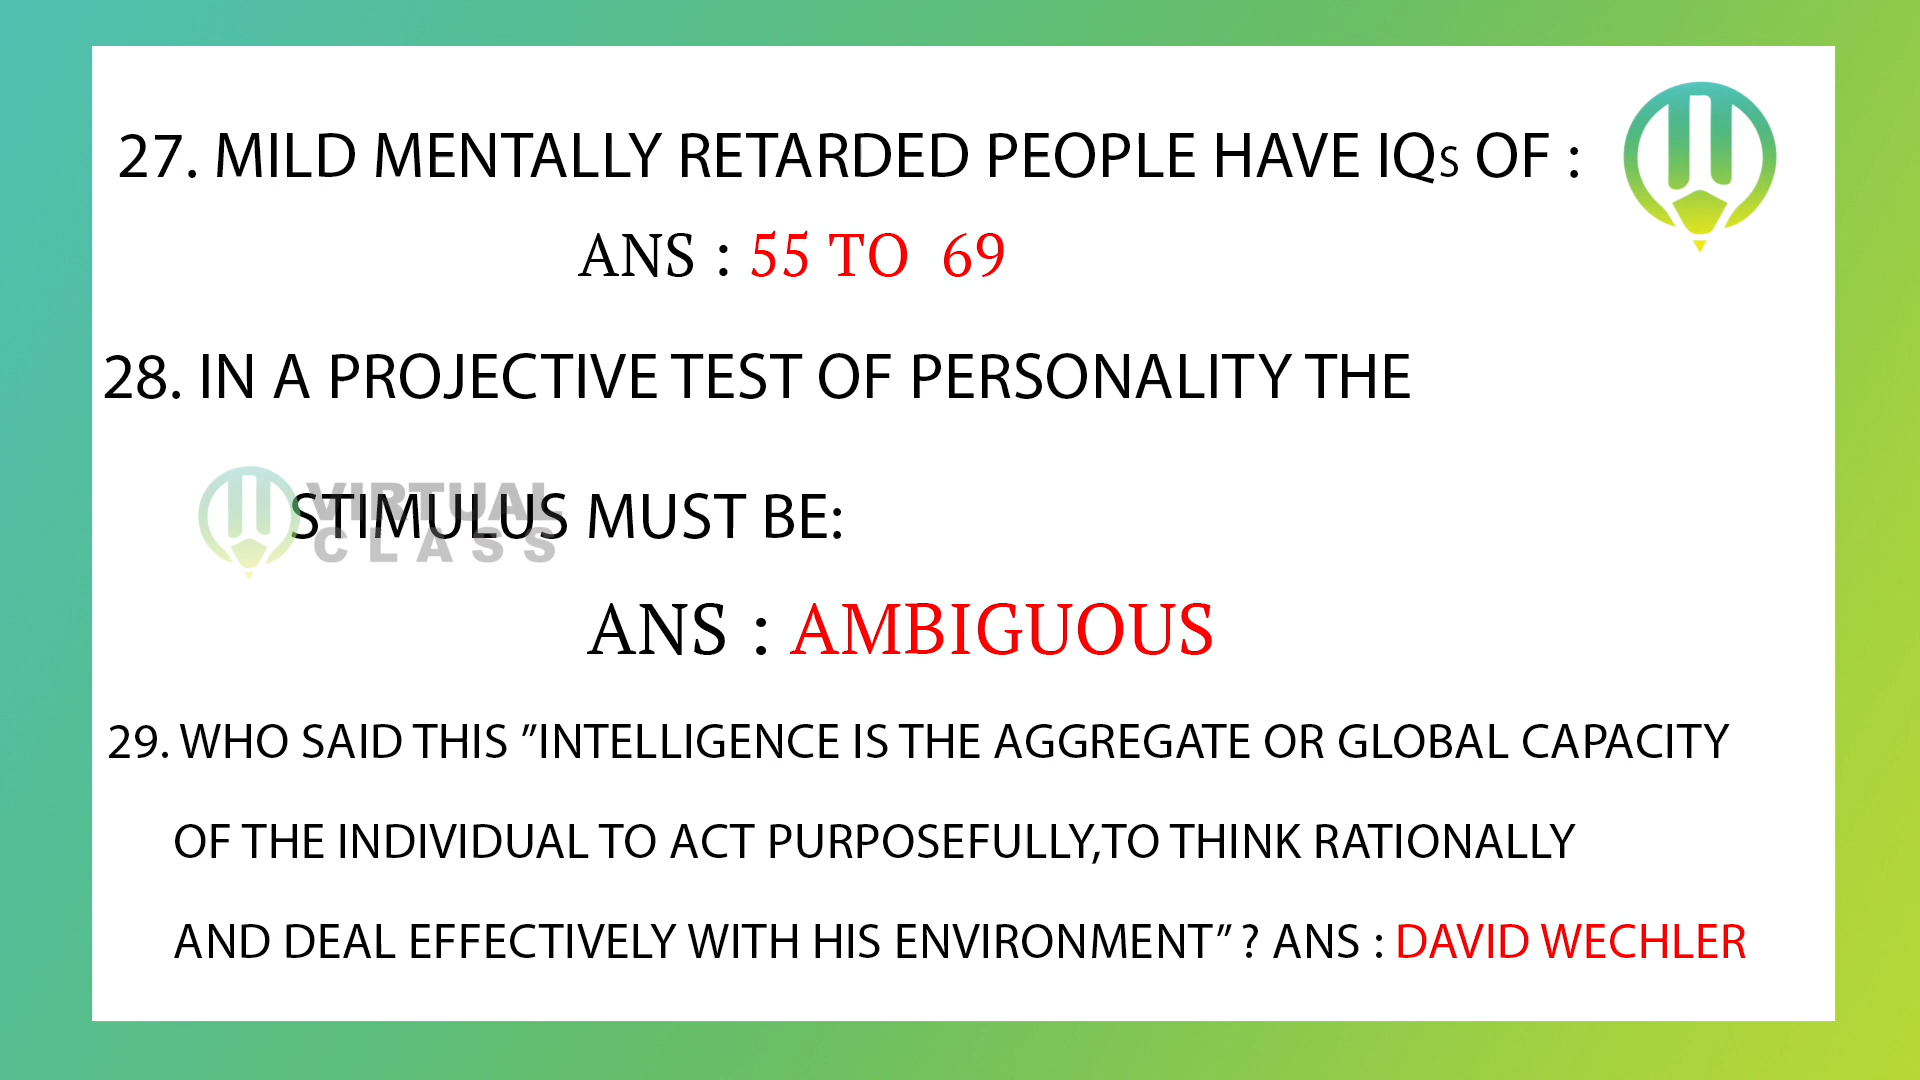 27. MILD MENTALLY RETARDED PEOPLE HAVE IQS OF :
ANS : 55 TO 69
28. IN A PROJECTIVE TEST OF PERSONALITY THE
STIMULUS MUST BE:
VIRTUAL
CLASS
ANS : AMBIGUOUS
29. WHO SAID THIS ”INTELLIGENCE IS THE AGGREGATE OR GLOBAL CAPACITY
OF THE INDIVIDUAL TO ACT PURPOSEFULLY,TO THINK RATIONALLY
AND DEAL EFFECTIVELY WITH HIS ENVIRONMENT” ? ANS : DAVID WECHLER